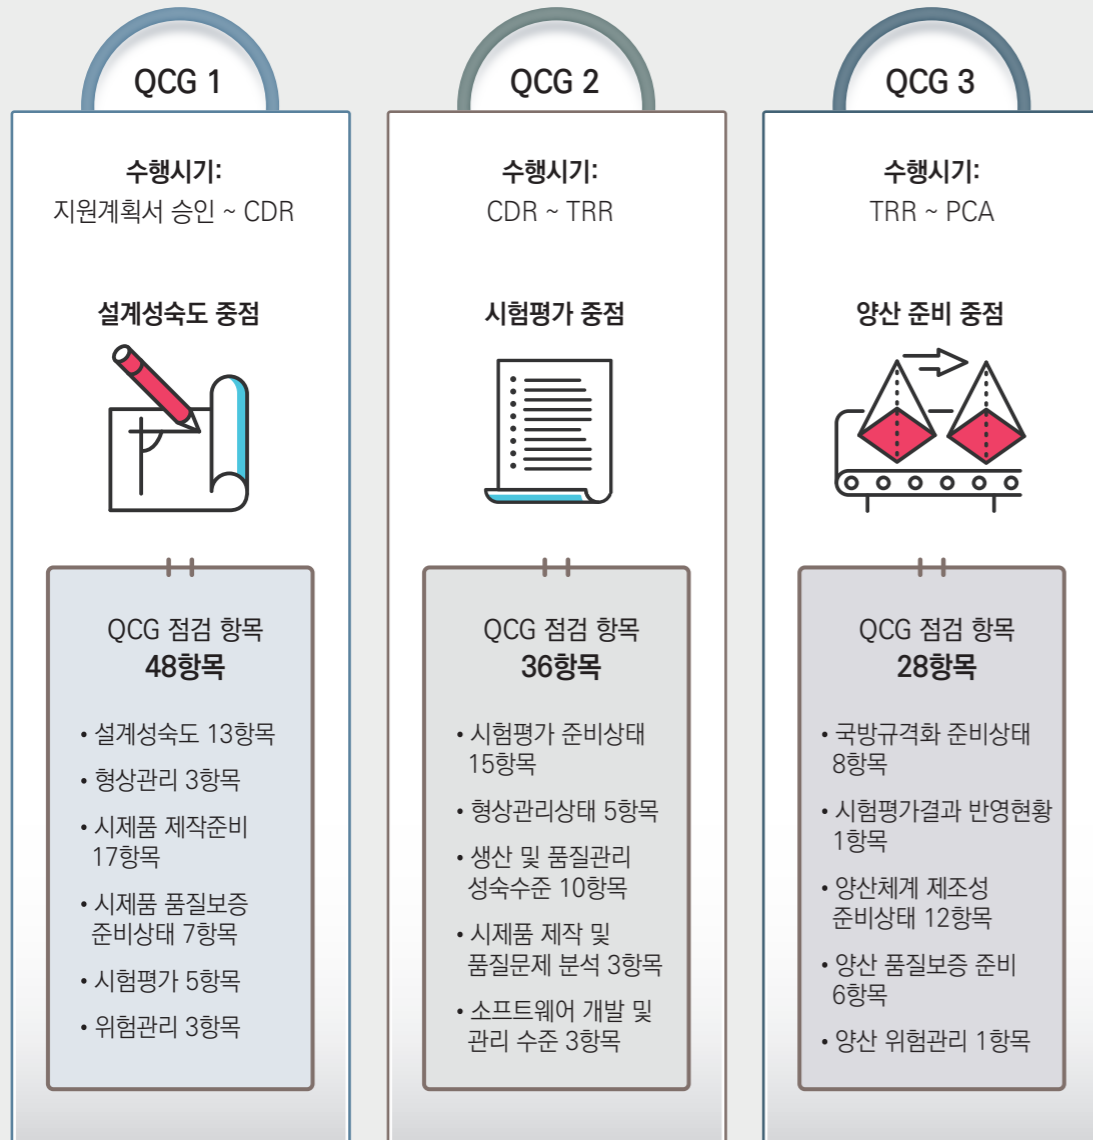 QCG 1
수행시기:
지원계획서 승인 ~ CDR
설계성숙도 중점
QCG 점검 항목
48항목
• 설계성숙도 13항목
• 형상관리 3항목
• 시제품 제작준비
17항목
• 시제품 품질보증
준비상태 7항목
• 시험평가 5항목
• 위험관리 3항목
QCG 2
수행시기:
CDR ~ TRR
시험평가 중점
QCG 점검 항목
36항목
• 시험평가 준비상태
15항목
• 형상관리상태 5항목
• 생산 및 품질관리
성숙수준 10항목
• 시제품 제작 및
품질문제 분석 3항목
• 소프트웨어 개발 및
관리 수준 3항목
QCG 3
수행시기:
TRR ~ PCA
양산 준비 중점
QCG 점검 항목
28항목
• 국방규격화 준비상태
8항목
• 시험평가결과 반영현황
1항목
• 양산체계 제조성
준비상태 12항목
• 양산 품질보증 준비
6항목
• 양산 위험관리 1항목